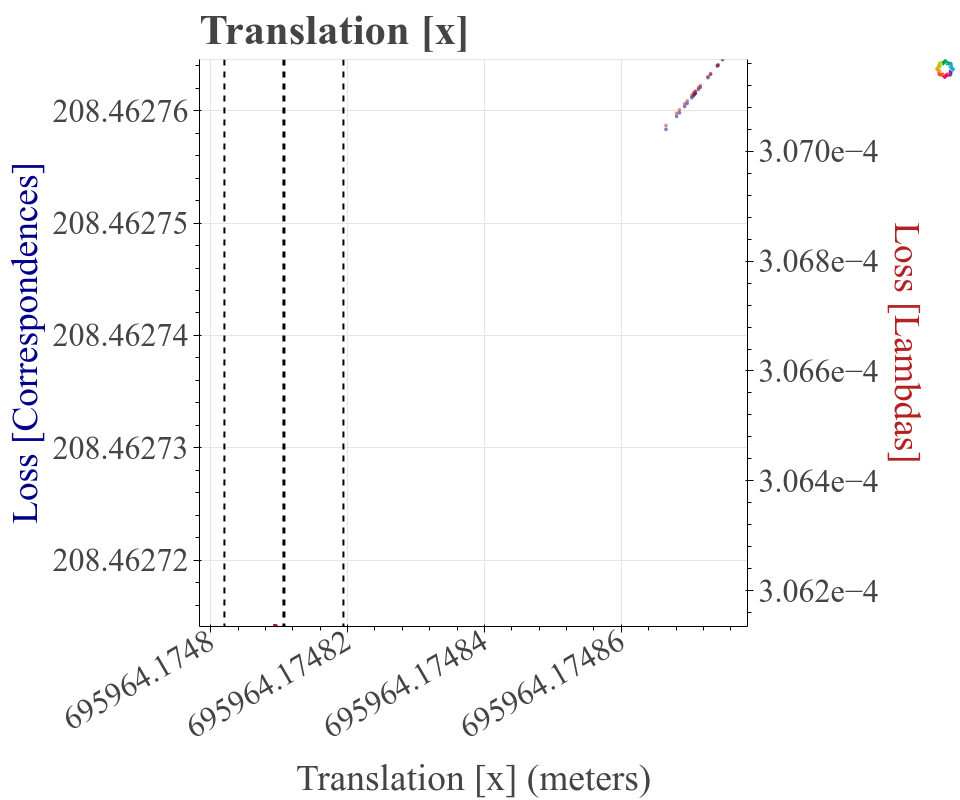 Translation [x]
208.46276
208.46275
208.46274
208.46273
208.46272
Loss [Correspondences]
3.070e−4
3.068e−4
3.066e−4
3.064e−4
3.062e−4
Loss [Lambdas]
695964.1748
695964.17482
695964.17484
695964.17486
Translation [x] (meters)